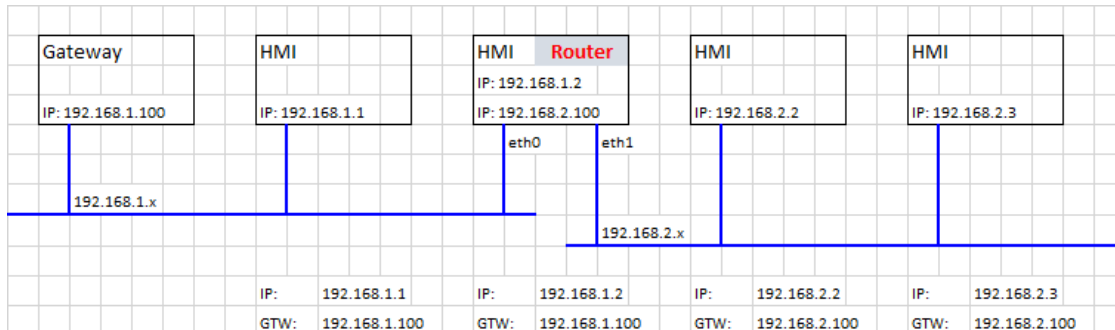 Gateway HMI HMI Router HMI HMI
IP: 192.168.1.2
IP: 192.168.1.100 IP: 192.168.1.1 IP: 192.168.2.100 IP: 192.168.2.2 IP: 192.168.2.3
eth0 eth1
192.168.1.x
192.168.2.x
IP: 192.168.1.1 IP: 192.168.1.2 IP: 192.168.2.2 IP: 192.168.2.3
GTW: 192.168.1.100 GTW: 192.168.1.100 GTW: 192.168.2.100 GTW: 192.168.2.100